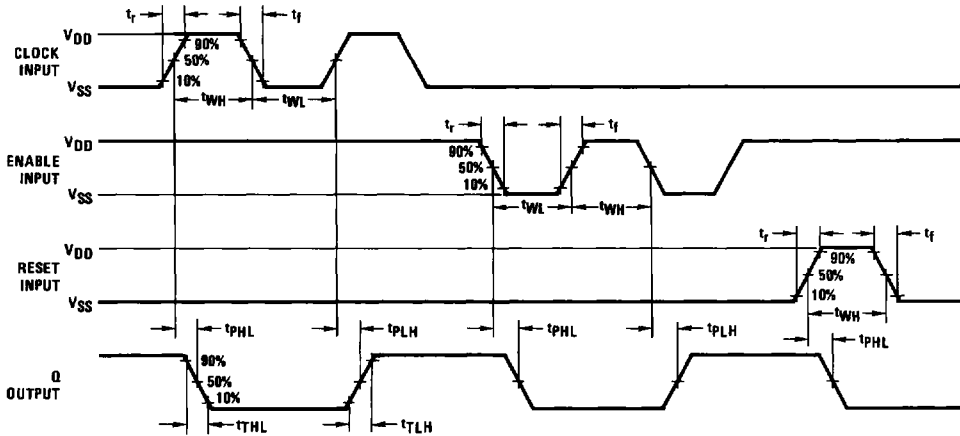 tr
tf
VDD
CLOCK
INPUT
90%
50%
10%
VSS
tWH
tWL
tr
tf
VDD
ENABLE
INPUT
90%
50%
10%
VSS
tWL
tWH
tr
tf
VDD
RESET
INPUT
90%
50%
10%
VSS
tWH
tPHL
tPLH
tPHL
tPLH
tPHL
Q
OUTPUT
90%
50%
10%
tTHL
tTLH